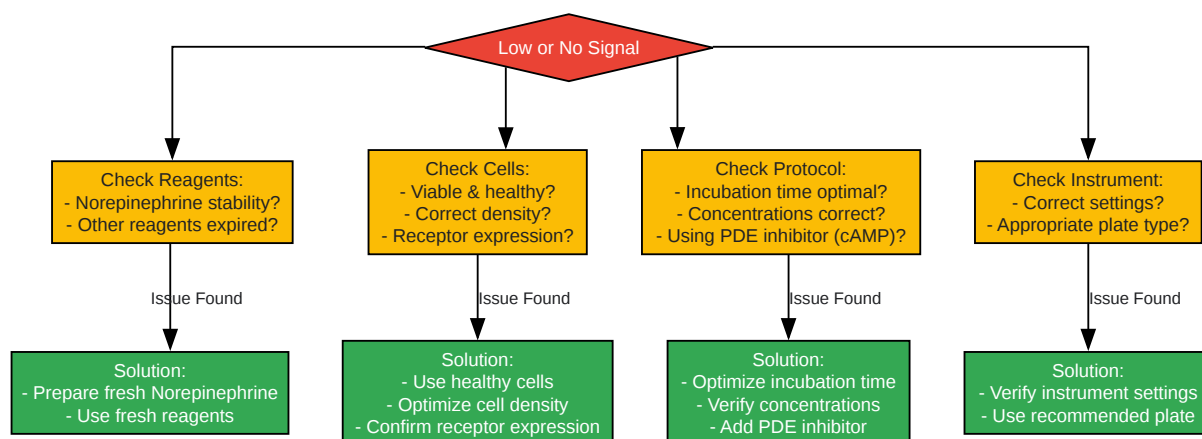 Low or No Signal
Check Reagents:
- Norepinephrine stability?
- Other reagents expired?
Check Cells:
- Viable & healthy?
- Correct density?
- Receptor expression?
Check Protocol:
- Incubation time optimal?
- Concentrations correct?
- Using PDE inhibitor (cAMP)?
Check Instrument:
- Correct settings?
- Appropriate plate type?
Issue Found
Issue Found
Issue Found
Issue Found
Solution:
- Prepare fresh Norepinephrine
- Use fresh reagents
Solution:
- Use healthy cells
- Optimize cell density
- Confirm receptor expression
Solution:
- Optimize incubation time
- Verify concentrations
- Add PDE inhibitor
Solution:
- Verify instrument settings
- Use recommended plate